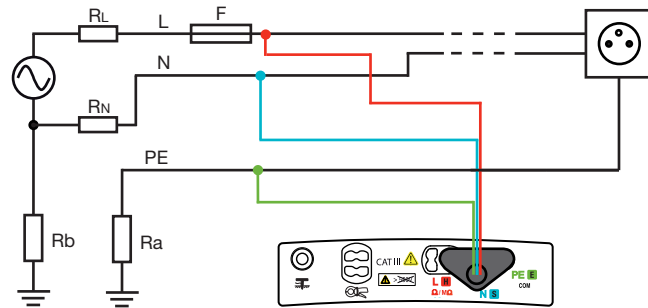 RL L F
N
RN
PE
Rb Ra
CAT III
L H
Ω/MΩ
N S
PE E
COM